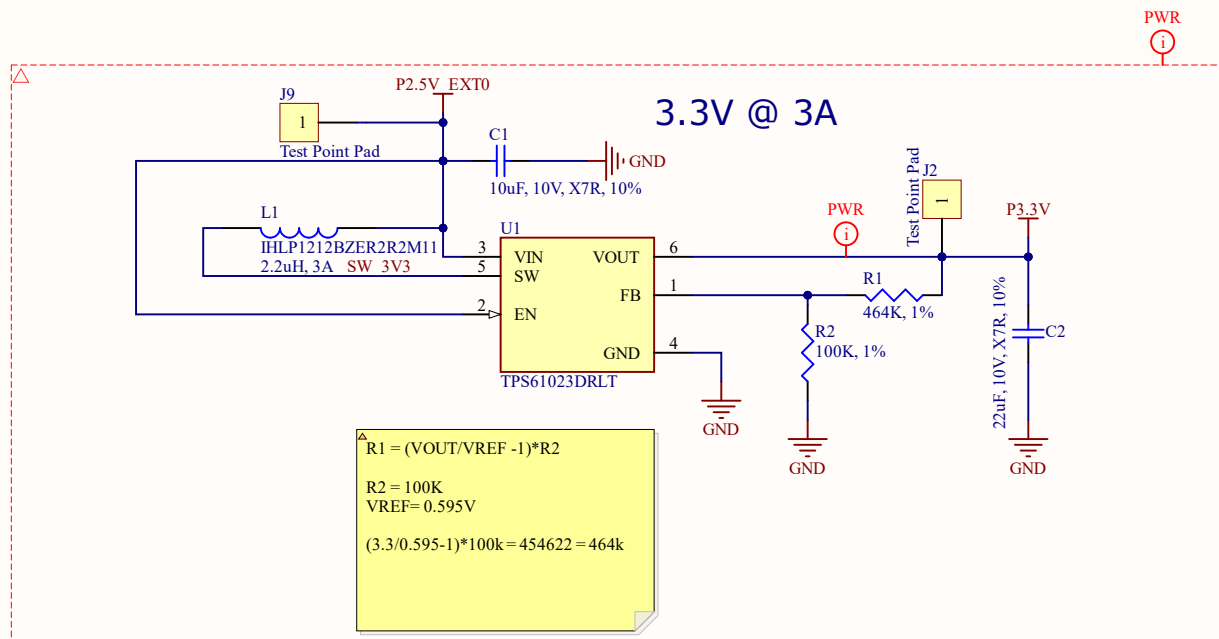 PWR
i
P2.5V_EXT0
3.3V @ 3A
J9
1
Test Point Pad
C1
GND
10uF, 10V, X7R, 10%
L1
IHLP1212BZER2R2M11
2.2uH, 3A
SW_3V3
U1
3
VIN
5
SW
2
EN
VOUT
6
FB
1
GND
4
TPS61023DRLT
GND
PWR
i
Test Point Pad
J2
1
P3.3V
R1
464K, 1%
R2
100K, 1%
GND
22uF, 10V, X7R, 10%
C2
GND
R1 = (VOUT/VREF -1)*R2
R2 = 100K
VREF= 0.595V
(3.3/0.595-1)*100k = 454622 = 464k